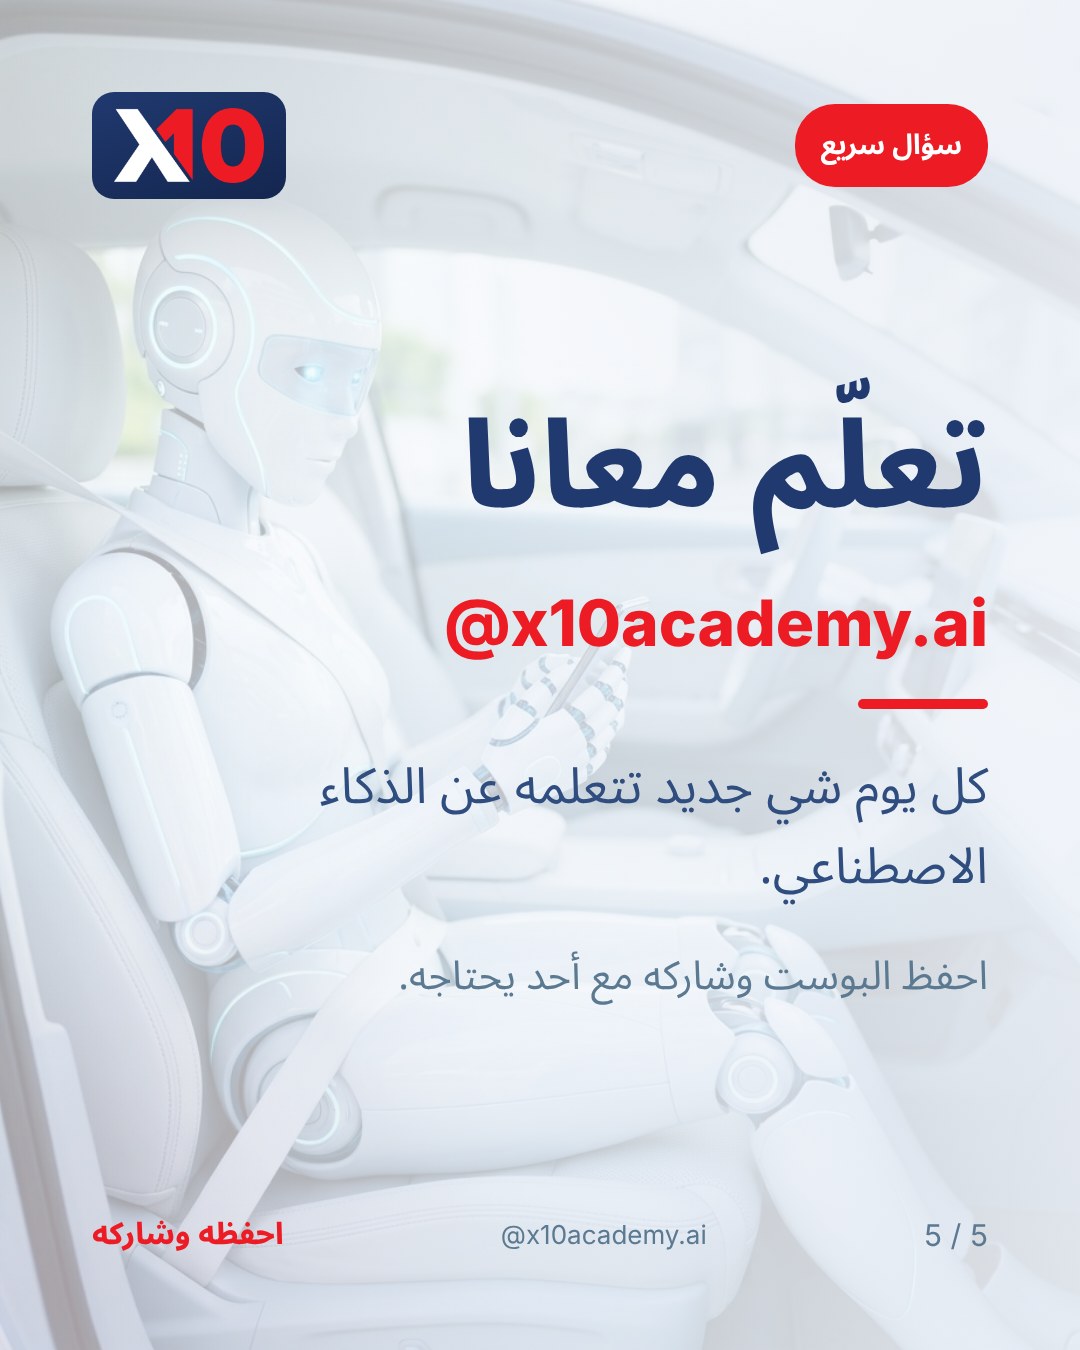 X10
سؤال سريع
تعلّم معانا
@x10academy.ai
كل يوم شي جديد تتعلمه عن الذكاء
الاصطناعي.
احفظ البوست وشاركه مع أحد يحتاجه.
احفظه وشاركه
@x10academy.ai
5 / 5